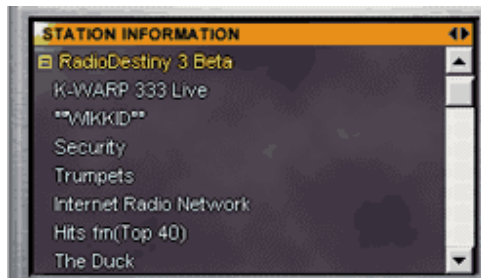 STATION INFORMATION
RadioDestiny 3 Beta
K-WARP 333 Live
**WIKKID**
Security
Trumpets
Internet Radio Network
Hits fm(Top 40)
The Duck